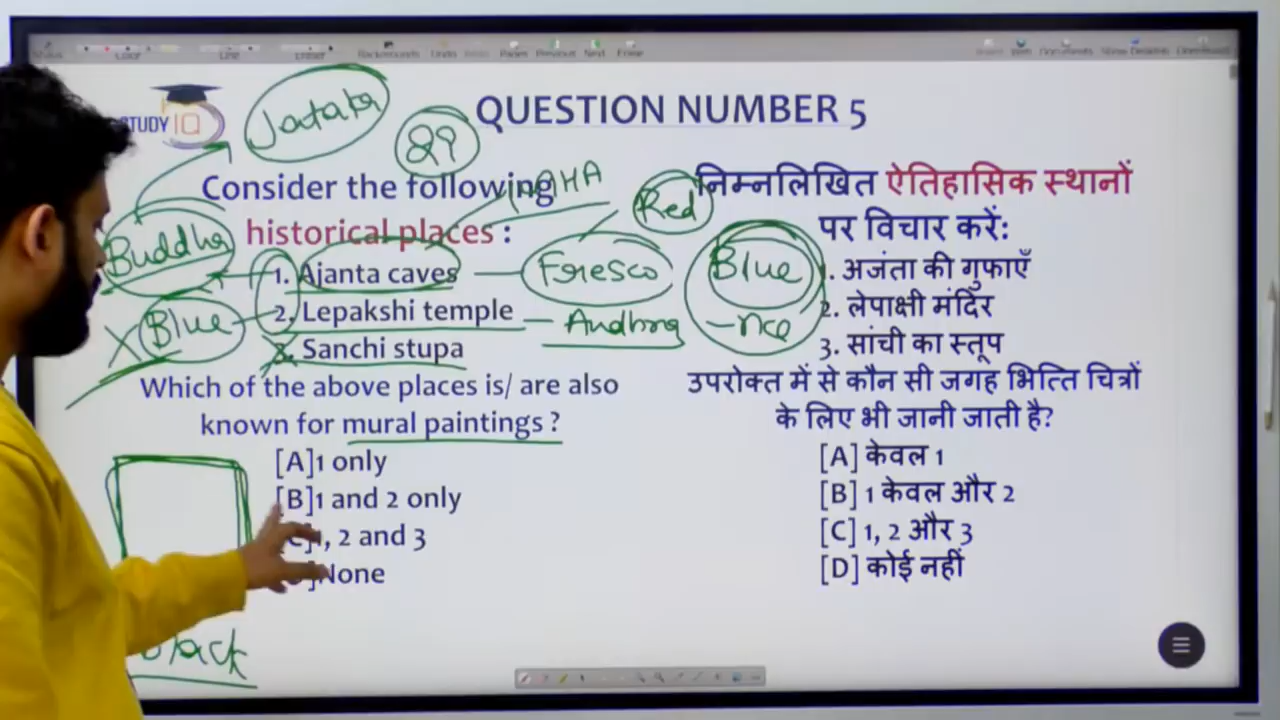 STUDY IQ
Jataka
29
QUESTION NUMBER 5
Consider the following
historical places :
1. Ajanta caves
2. Lepakshi temple
3. Sanchi stupa
Which of the above places is/ are also
known for mural paintings ?
[A]1 only
[B]1 and 2 only
[C]1, 2 and 3
[D]None
Buddha
X Blue
Fresco
Red
Andhra
Blue
निम्नलिखित ऐतिहासिक स्थानों
पर विचार करें:
1. अजंता की गुफाएँ
2. लेपाक्षी मंदिर
3. सांची का स्तूप
उपरोक्त में से कौन सी जगह भित्ति चित्रों
के लिए भी जानी जाती है?
[A] केवल 1
[B] 1 केवल और 2
[C] 1, 2 और 3
[D] कोई नहीं